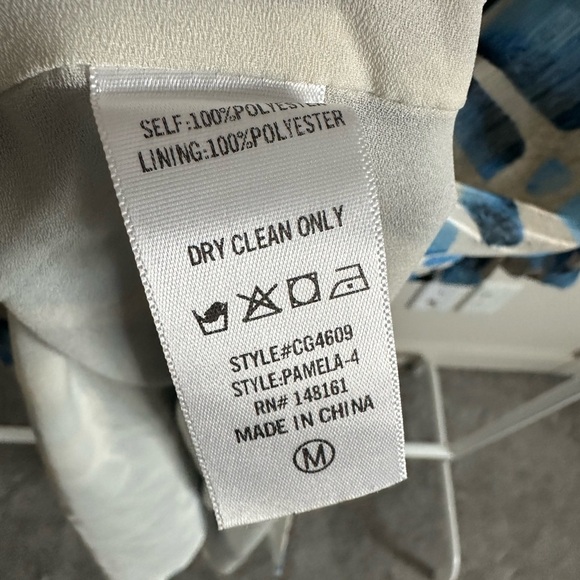 SELF:100%POLYESTER
LINING:100%POLYESTER
DRY CLEAN ONLY
STYLE#CG4609
STYLE:PAMELA-4
RN# 148161
MADE IN CHINA
M